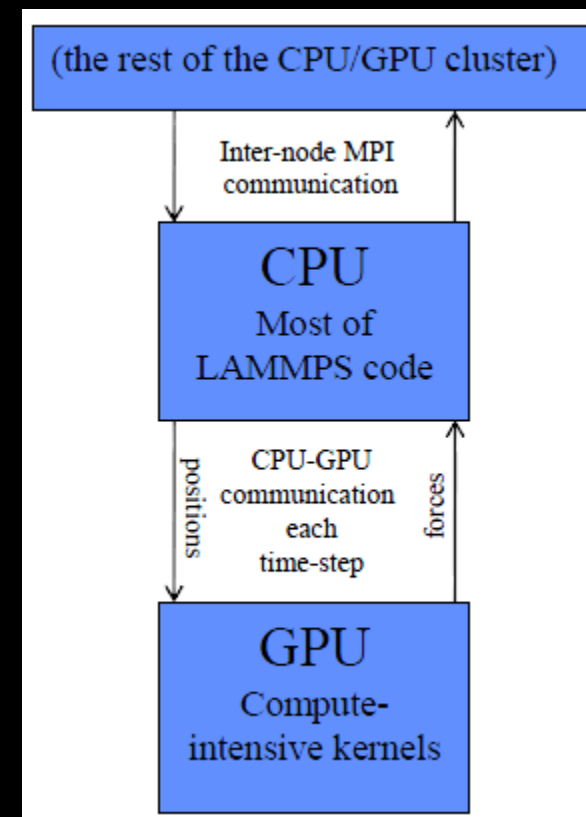 (the rest of the CPU/GPU cluster)
Inter-node MPI
communication
CPU
Most of
LAMMPS code
positions
CPU-GPU
communication
each
time-step
forces
GPU
Compute-
intensive kernels